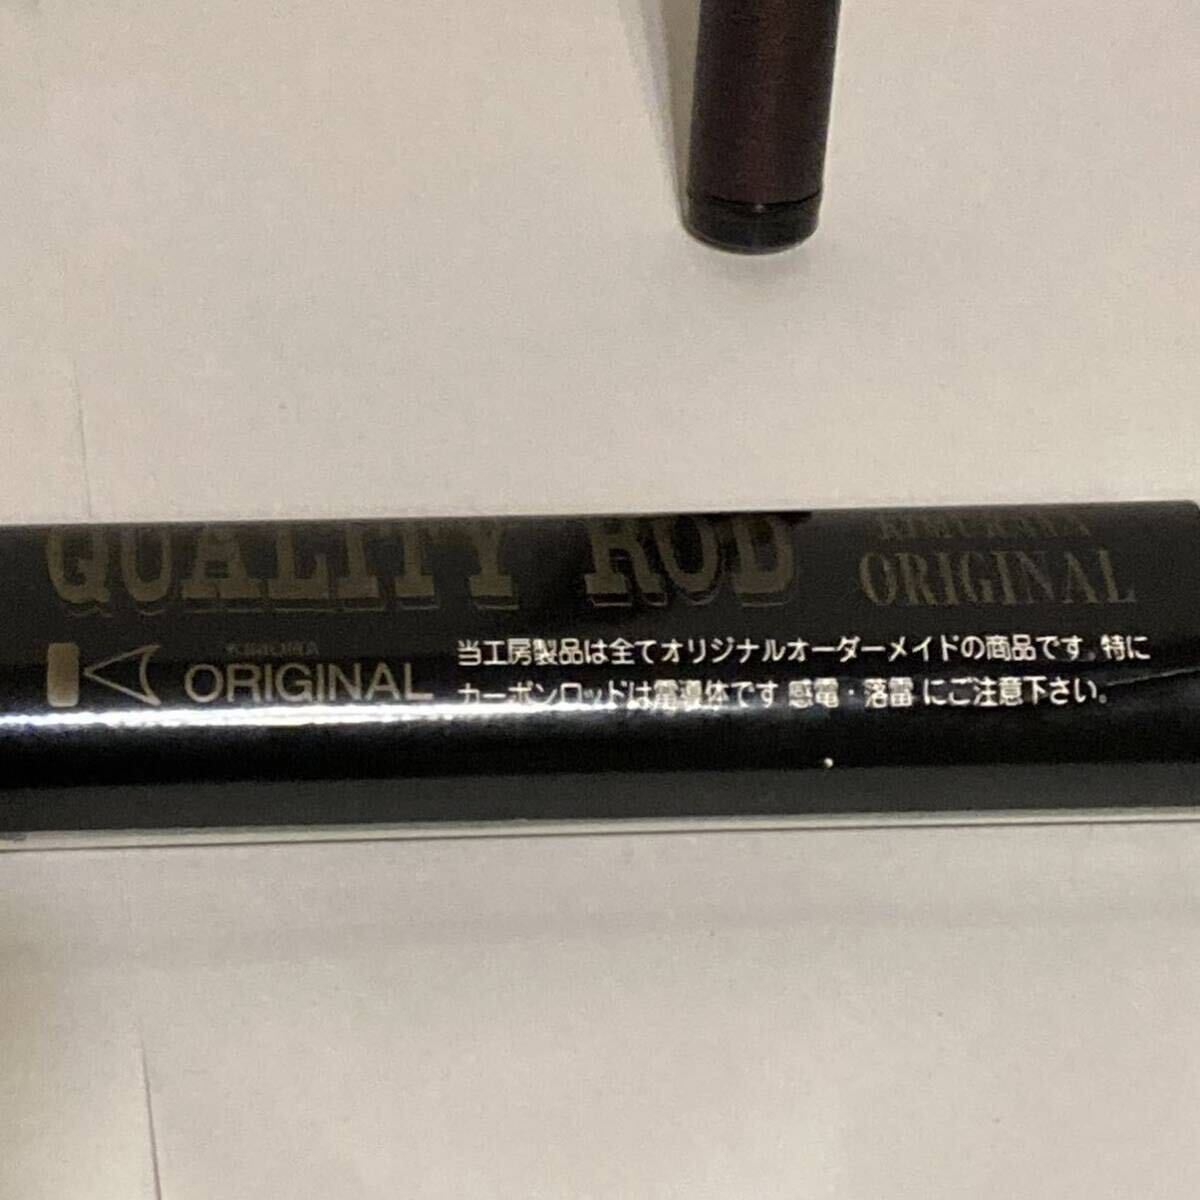 QUALITY ROD
ORIGINAL
ORIGINAL
当工房製品は全てオリジナルオーダーメイドの商品です。特に
カーボンロッドは電導体です 感電・落雷 にご注意下さい。